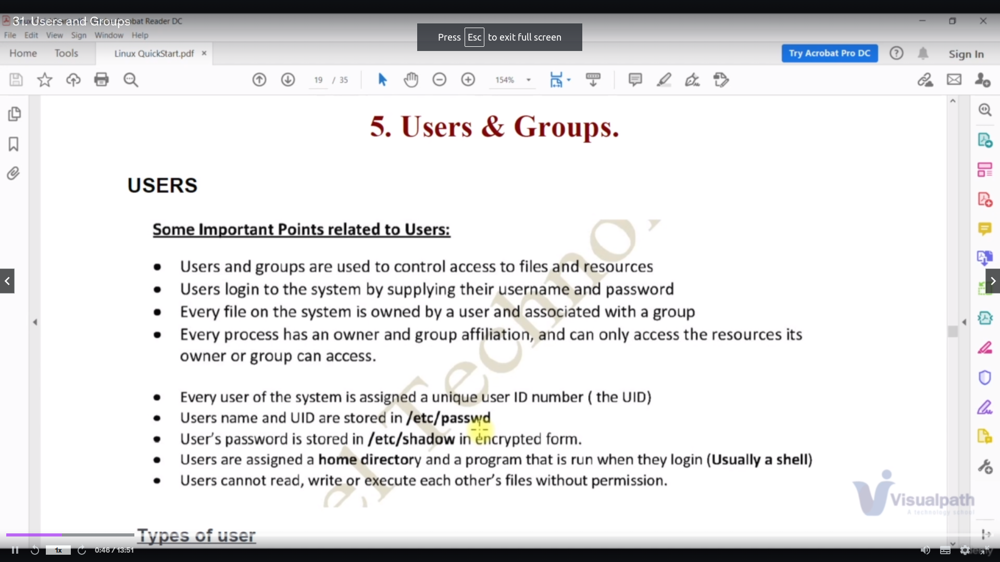 31. Users and Groups
Acrobat Reader DC
File Edit View Sign Window Help
Press Esc to exit full screen
Home Tools Linux QuickStart.pdf
Try Acrobat Pro DC
Sign In
19 / 35
154%
5. Users & Groups.
USERS
Some Important Points related to Users:
• Users and groups are used to control access to files and resources
• Users login to the system by supplying their username and password
• Every file on the system is owned by a user and associated with a group
• Every process has an owner and group affiliation, and can only access the resources its
owner or group can access.
• Every user of the system is assigned a unique user ID number ( the UID)
• Users name and UID are stored in /etc/passwd
• User's password is stored in /etc/shadow in encrypted form.
• Users are assigned a home directory and a program that is run when they login (Usually a shell)
• Users cannot read, write or execute each other's files without permission.
el Techno
Visualpath
A technology school
Types of user
1x 0:46 / 13:51